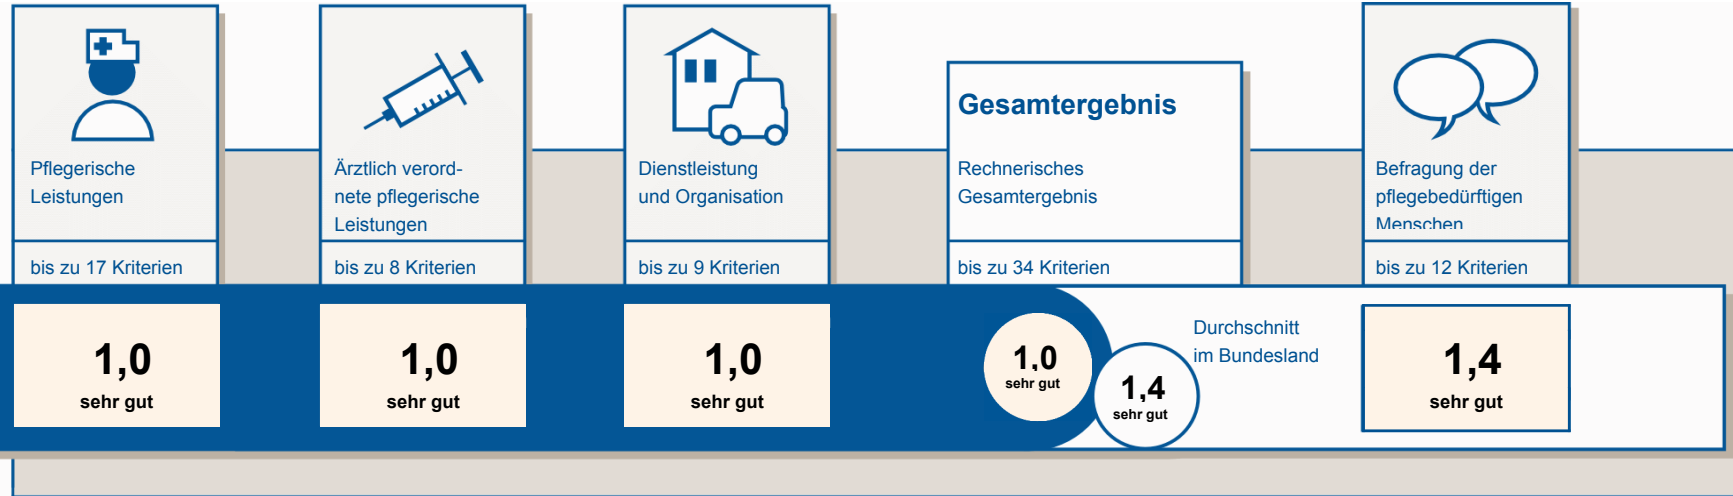 Pflegerische
Leistungen
bis zu 17 Kriterien
1,0
sehr gut
Ärztlich verord-
nete pflegerische
Leistungen
bis zu 8 Kriterien
1,0
sehr gut
Dienstleistung
und Organisation
bis zu 9 Kriterien
1,0
sehr gut
Gesamtergebnis
Rechnerisches
Gesamtergebnis
bis zu 34 Kriterien
1,0
sehr gut
1,4
sehr gut
Durchschnitt
im Bundesland
Befragung der
pflegebedürftigen
Menschen
bis zu 12 Kriterien
1,4
sehr gut